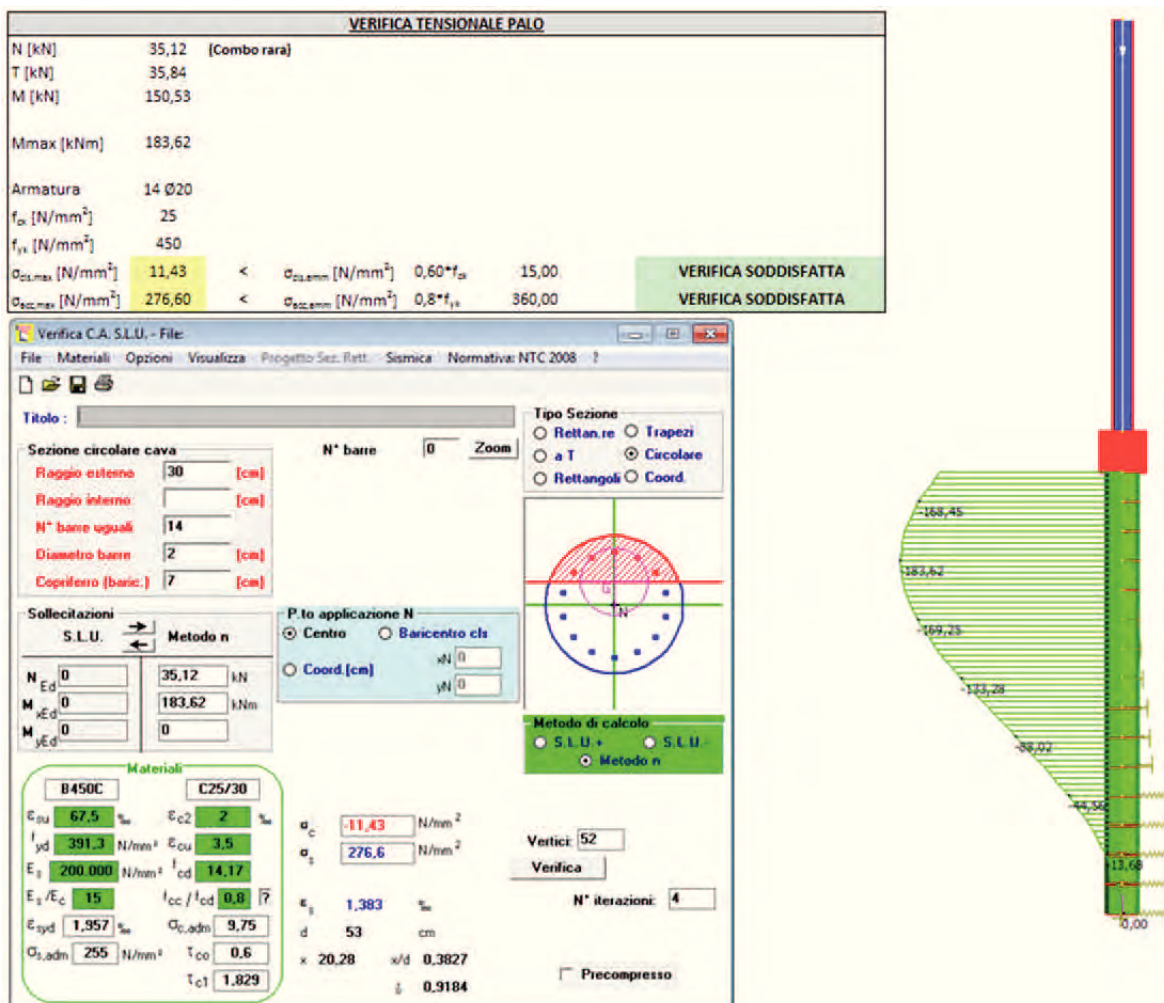 VERIFICA TENSIONALE PALO
N [kN] 35,12 (Combo rara)
T [kN] 35,84
M [kN] 150,53
Mmax [kNm] 183,62
Armatura 14 Ø20
fck [N/mm²] 25
fyk [N/mm²] 450
σcls,max [N/mm²] 11,43 < σcls,amm [N/mm²] 0,60*fck 15,00 VERIFICA SODDISFATTA
σacc,max [N/mm²] 276,60 < σacc,amm [N/mm²] 0,8*fyk 360,00 VERIFICA SODDISFATTA
Verifica C.A. S.L.U. - File:
File Materiali Opzioni Visualizza Progetto Sez. Rett. Sismica Normativa: NTC 2008 ?
Titolo :
Tipo Sezione
Rettan.re Trapezi
a T Circolare
Rettangoli Coord.
Sezione circolare cava
N° barre 0 Zoom
Raggio esterno 30 [cm]
Raggio interno [cm]
N° barre uguali 14
Diametro barre 2 [cm]
Copriferro (baric.) 7 [cm]
G
N
Sollecitazioni
S.L.U. Metodo n
N Ed 0 35,12 kN
M xEd 0 183,62 kNm
M yEd 0 0
P.to applicazione N
Centro Baricentro cls
Coord.[cm]
xN 0
yN 0
Metodo di calcolo
S.L.U.+ S.L.U.-
Metodo n
Materiali
B450C C25/30
εsu 67,5 ‰ εc2 2 ‰
fyd 391,3 N/mm² εcu 3,5
Es 200.000 N/mm² fcd 14,17
Es/Ec 15 fcc/fcd 0,8 ?
εsyd 1,957 ‰ σc,adm 9,75
σs,adm 255 N/mm² τco 0,6
τc1 1,829
σc -11,43 N/mm²
σs 276,6 N/mm²
εs 1,383 ‰
d 53 cm
x 20,28 x/d 0,3827
0,9184
Vertici: 52
Verifica
N° iterazioni: 4
Precompresso
-168,45
-183,62
-169,25
-133,28
-88,02
-44,56
-13,68
0,00